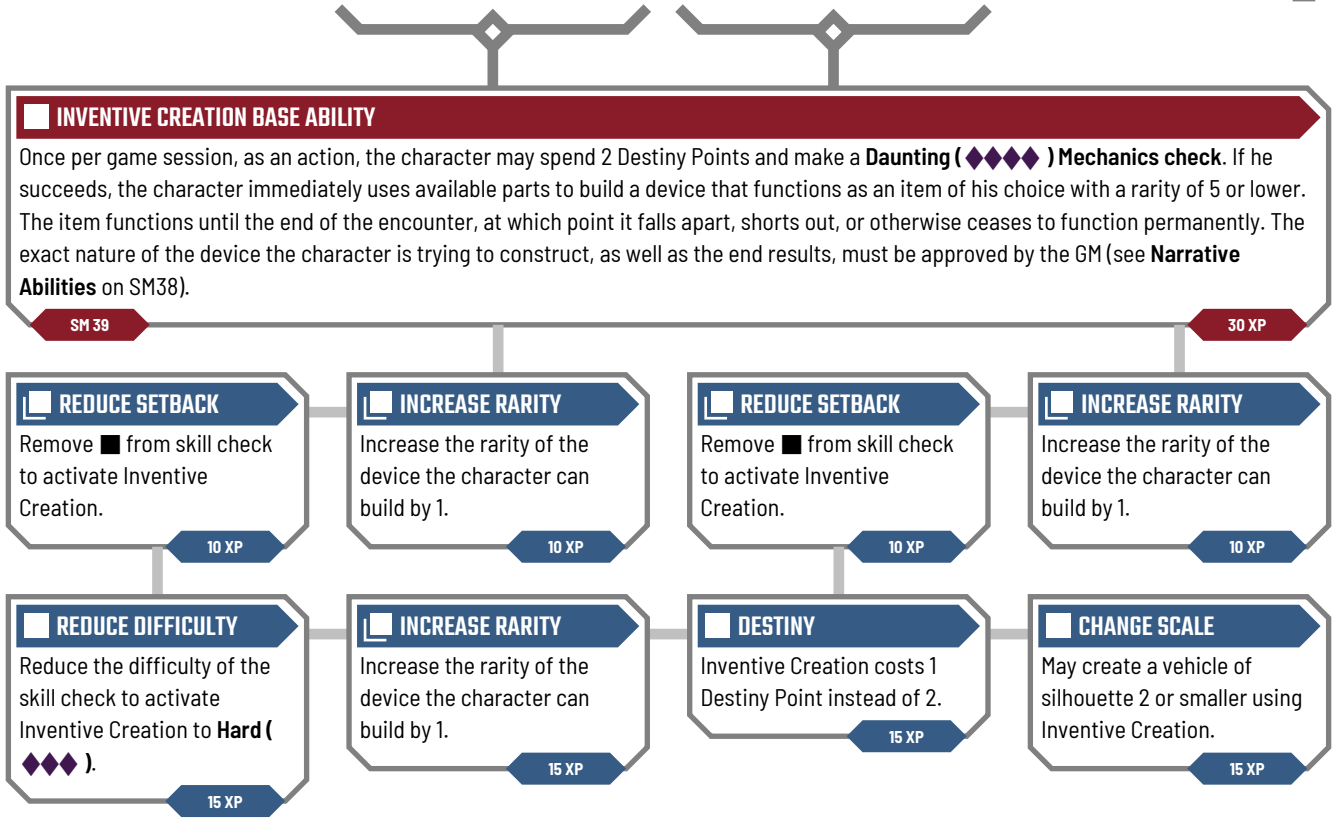 INVENTIVE CREATION BASE ABILITY
Once per game session, as an action, the character may spend 2 Destiny Points and make a Daunting (♦♦♦♦ ) Mechanics check. If he
succeeds, the character immediately uses available parts to build a device that functions as an item of his choice with a rarity of 5 or lower.
The item functions until the end of the encounter, at which point it falls apart, shorts out, or otherwise ceases to function permanently. The
exact nature of the device the character is trying to construct, as well as the end results, must be approved by the GM (see Narrative
Abilities on SM38).
SM 39
30 XP
REDUCE SETBACK
Remove ■ from skill check
to activate Inventive
Creation.
10 XP
INCREASE RARITY
Increase the rarity of the
device the character can
build by 1.
10 XP
REDUCE SETBACK
Remove ■ from skill check
to activate Inventive
Creation.
10 XP
INCREASE RARITY
Increase the rarity of the
device the character can
build by 1.
10 XP
REDUCE DIFFICULTY
Reduce the difficulty of the
skill check to activate
Inventive Creation to Hard (
♦♦♦ ).
15 XP
INCREASE RARITY
Increase the rarity of the
device the character can
build by 1.
15 XP
DESTINY
Inventive Creation costs 1
Destiny Point instead of 2.
15 XP
CHANGE SCALE
May create a vehicle of
silhouette 2 or smaller using
Inventive Creation.
15 XP